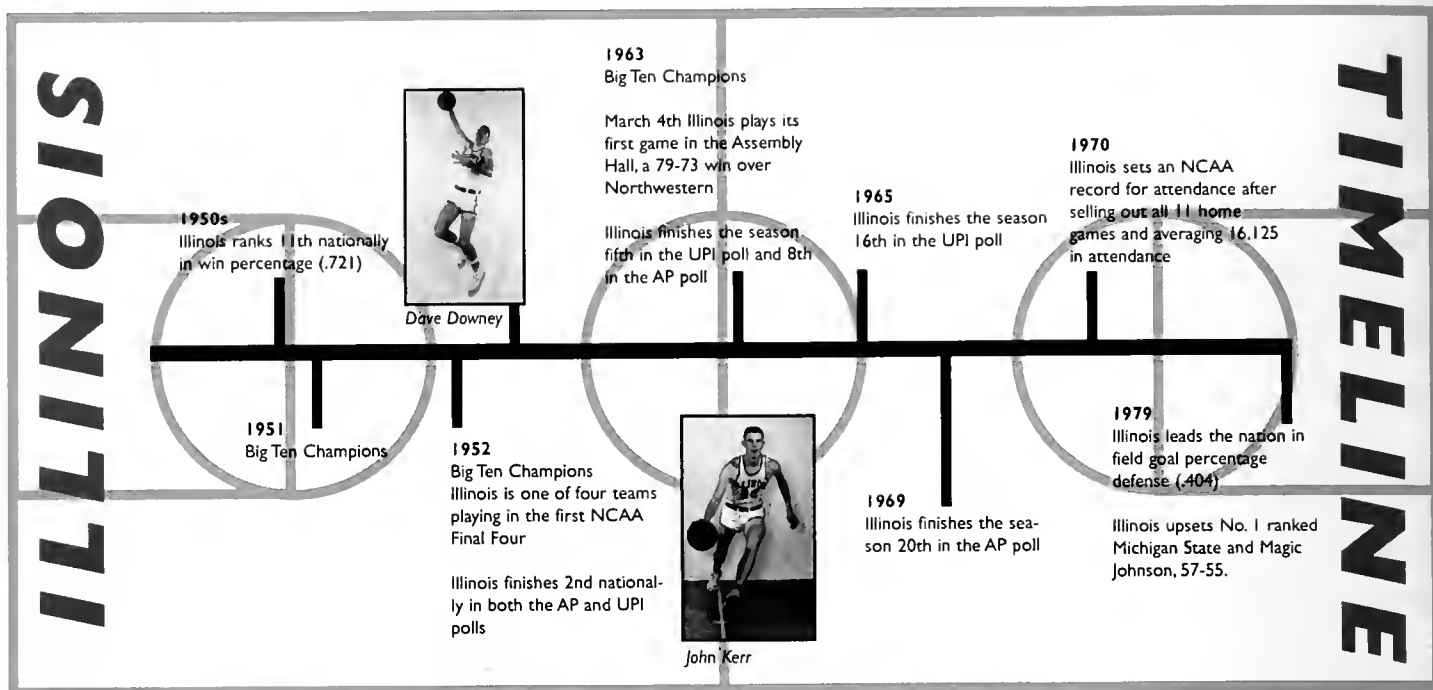 ILLINOIS
1950s
Illinois ranks 11th nationally
in win percentage (.721)
1951
Big Ten Champions
Dave Downey
1952
Big Ten Champions
Illinois is one of four teams
playing in the first NCAA
Final Four
Illinois finishes 2nd national-
ly in both the AP and UPI
polls
1963
Big Ten Champions
March 4th Illinois plays its
first game in the Assembly
Hall, a 79-73 win over
Northwestern
Illinois finishes the season
fifth in the UPI poll and 8th
in the AP poll
John Kerr
1965
Illinois finishes the season
16th in the UPI poll
1969
Illinois finishes the sea-
son 20th in the AP poll
1970
Illinois sets an NCAA
record for attendance after
selling out all 11 home
games and averaging 16,125
in attendance
1979
Illinois leads the nation in
field goal percentage
defense (.404)
Illinois upsets No. 1 ranked
Michigan State and Magic
Johnson, 57-55.
TIMELINE